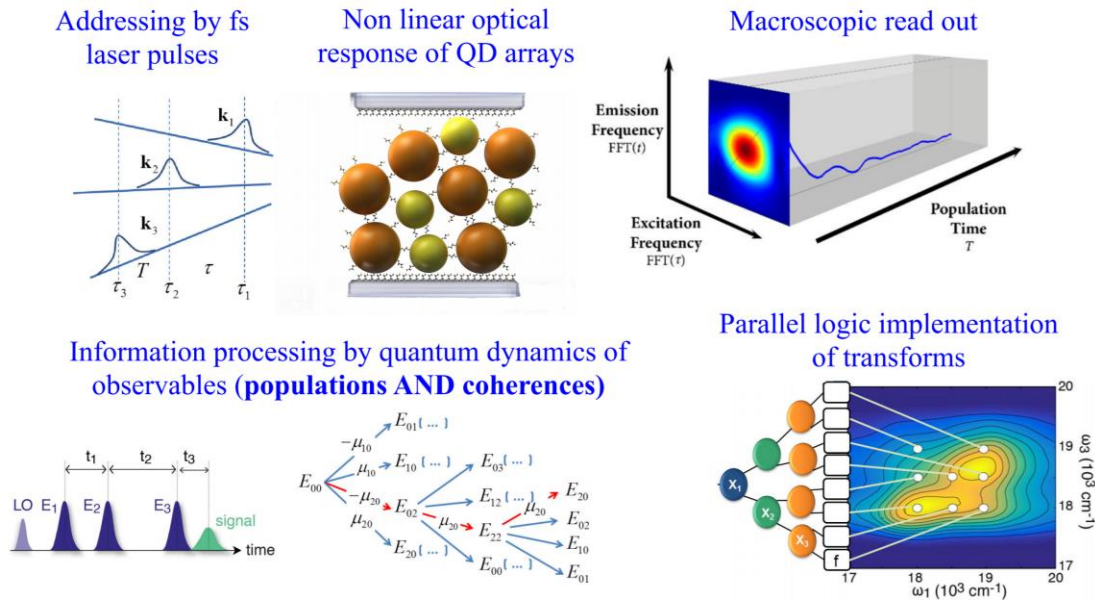 Addressing by fs
laser pulses
Non linear optical
response of QD arrays
Macroscopic read out
k₁
k₂
k₃
T
τ
τ₃
τ₂
τ₁
Emission
Frequency
FFT(t)
Excitation
Frequency
FFT(τ)
Population
Time
T
Information processing by quantum dynamics of
observables (populations AND coherences)
Parallel logic implementation
of transforms
t₁
t₂
t₃
LO
E₁
E₂
E₃
signal
time
E₀₀
−μ₁₀
μ₁₀
−μ₂₀
μ₂₀
E₀₁{ ... }
E₁₀{ ... }
E₀₂
E₂₀{ ... }
μ₂₀
E₀₃{ ... }
E₁₂{ ... }
E₂₂
E₀₀{ ... }
μ₂₀
E₂₀
E₀₂
E₁₀
E₀₁
X₁
X₂
X₃
f
20
19
18
17
ω₃ (10³ cm⁻¹)
17
18
19
20
ω₁ (10³ cm⁻¹)